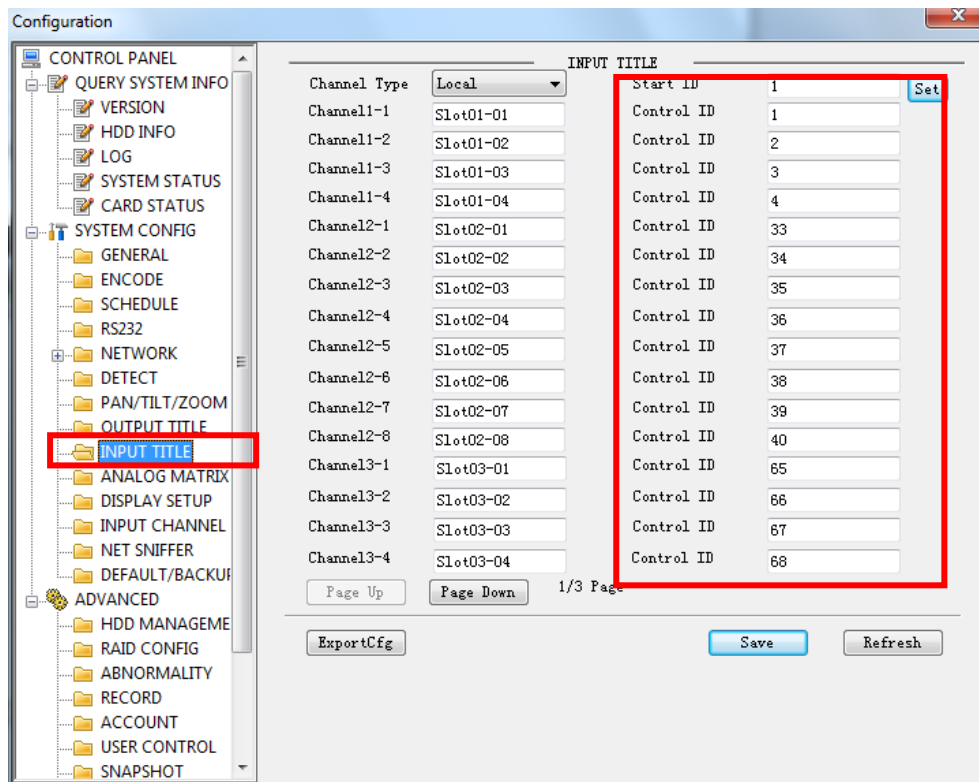 Configuration
x
CONTROL PANEL
QUERY SYSTEM INFO
VERSION
HDD INFO
LOG
SYSTEM STATUS
CARD STATUS
SYSTEM CONFIG
GENERAL
ENCODE
SCHEDULE
RS232
NETWORK
DETECT
PAN/TILT/ZOOM
OUTPUT TITLE
INPUT TITLE
ANALOG MATRIX
DISPLAY SETUP
INPUT CHANNEL
NET SNIFFER
DEFAULT/BACKUP
ADVANCED
HDD MANAGEME
RAID CONFIG
ABNORMALITY
RECORD
ACCOUNT
USER CONTROL
SNAPSHOT
INPUT TITLE
Channel Type Local Start ID 1 Set
Channel1-1 Slot01-01 Control ID 1
Channel1-2 Slot01-02 Control ID 2
Channel1-3 Slot01-03 Control ID 3
Channel1-4 Slot01-04 Control ID 4
Channel2-1 Slot02-01 Control ID 33
Channel2-2 Slot02-02 Control ID 34
Channel2-3 Slot02-03 Control ID 35
Channel2-4 Slot02-04 Control ID 36
Channel2-5 Slot02-05 Control ID 37
Channel2-6 Slot02-06 Control ID 38
Channel2-7 Slot02-07 Control ID 39
Channel2-8 Slot02-08 Control ID 40
Channel3-1 Slot03-01 Control ID 65
Channel3-2 Slot03-02 Control ID 66
Channel3-3 Slot03-03 Control ID 67
Channel3-4 Slot03-04 Control ID 68
Page Up Page Down 1/3 Page
ExportCfg Save Refresh